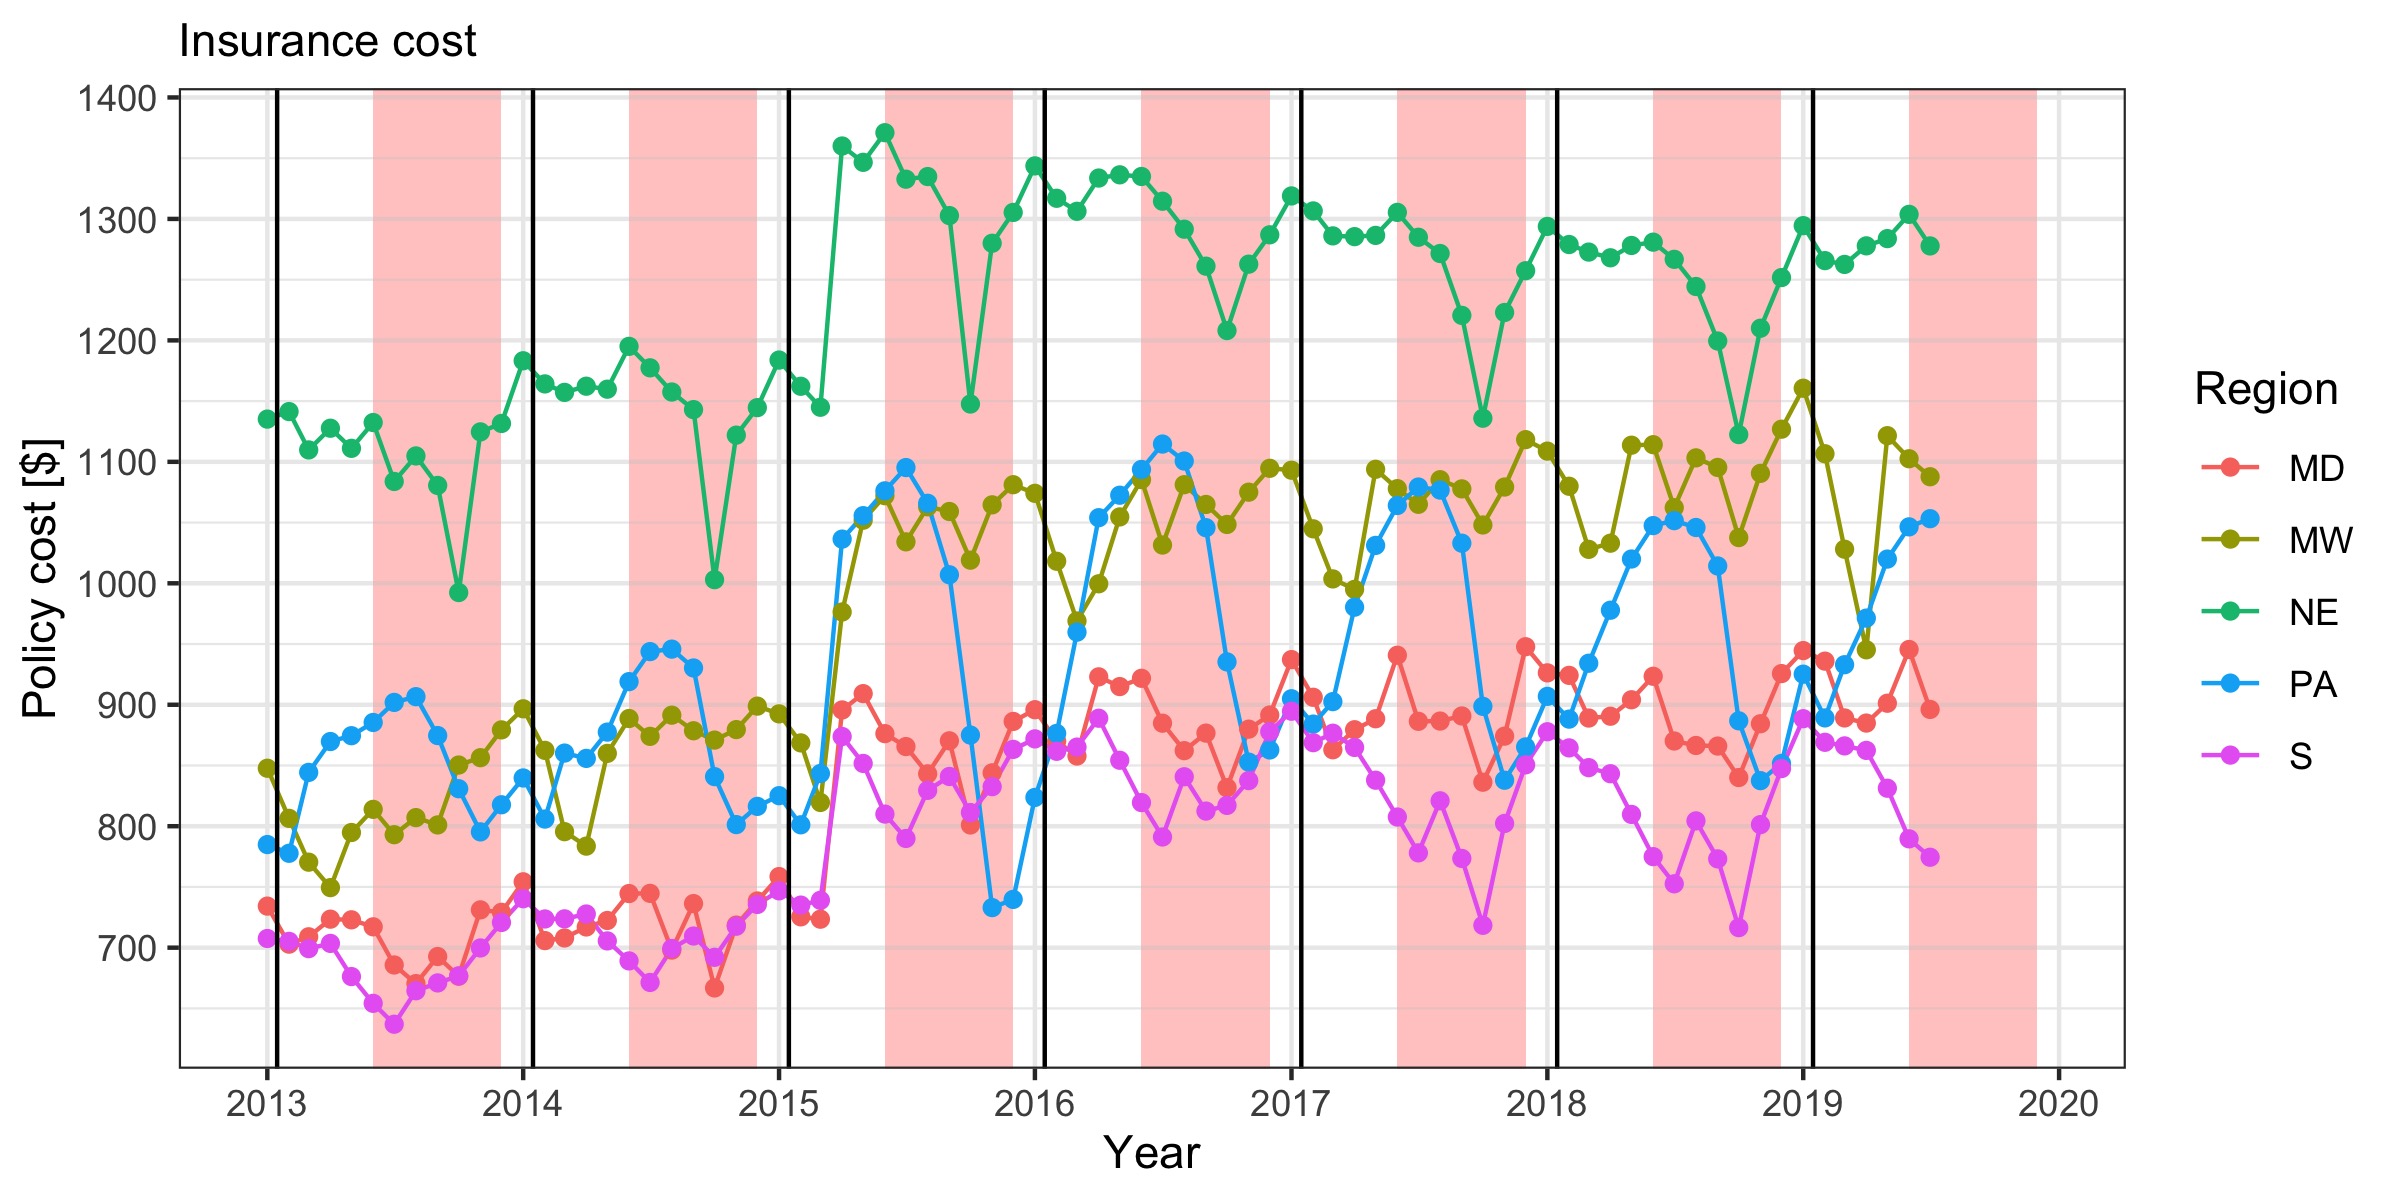 Insurance cost
1400
1300
1200
1100
1000
900
800
700
Policy cost [$]
2013 2014 2015 2016 2017 2018 2019 2020
Year
Region
MD
MW
NE
PA
S